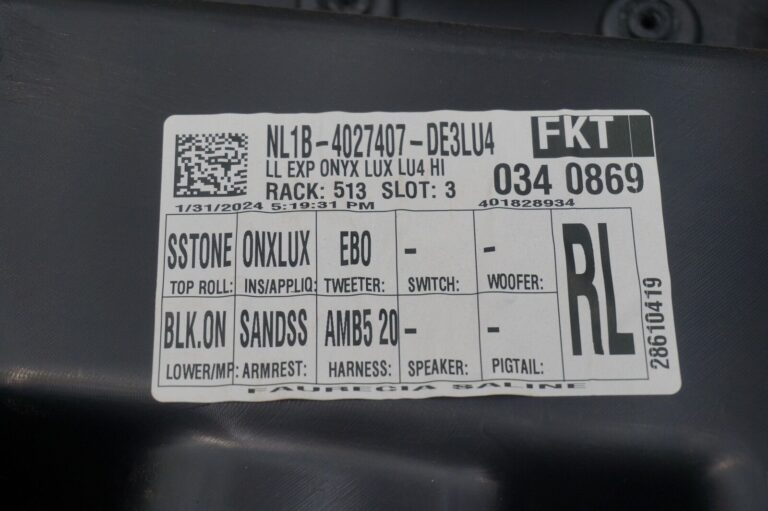 NL1B-4027407-DE3LU4 FKT
LL EXP ONYX LUX LU4 HI
RACK: 513 SLOT: 3 034 0869
1/31/2024 5:19:31 PM 401828934
SSTONE ONXLUX EBO - -
TOP ROLL: INS/APPLIQ: TWEETER: SWITCH: WOOFER:
RL
BLK.ON SANDSS AMB5 20 - -
LOWER/MP: ARMREST: HARNESS: SPEAKER: PIGTAIL:
28610419
FAURECIA SALINE